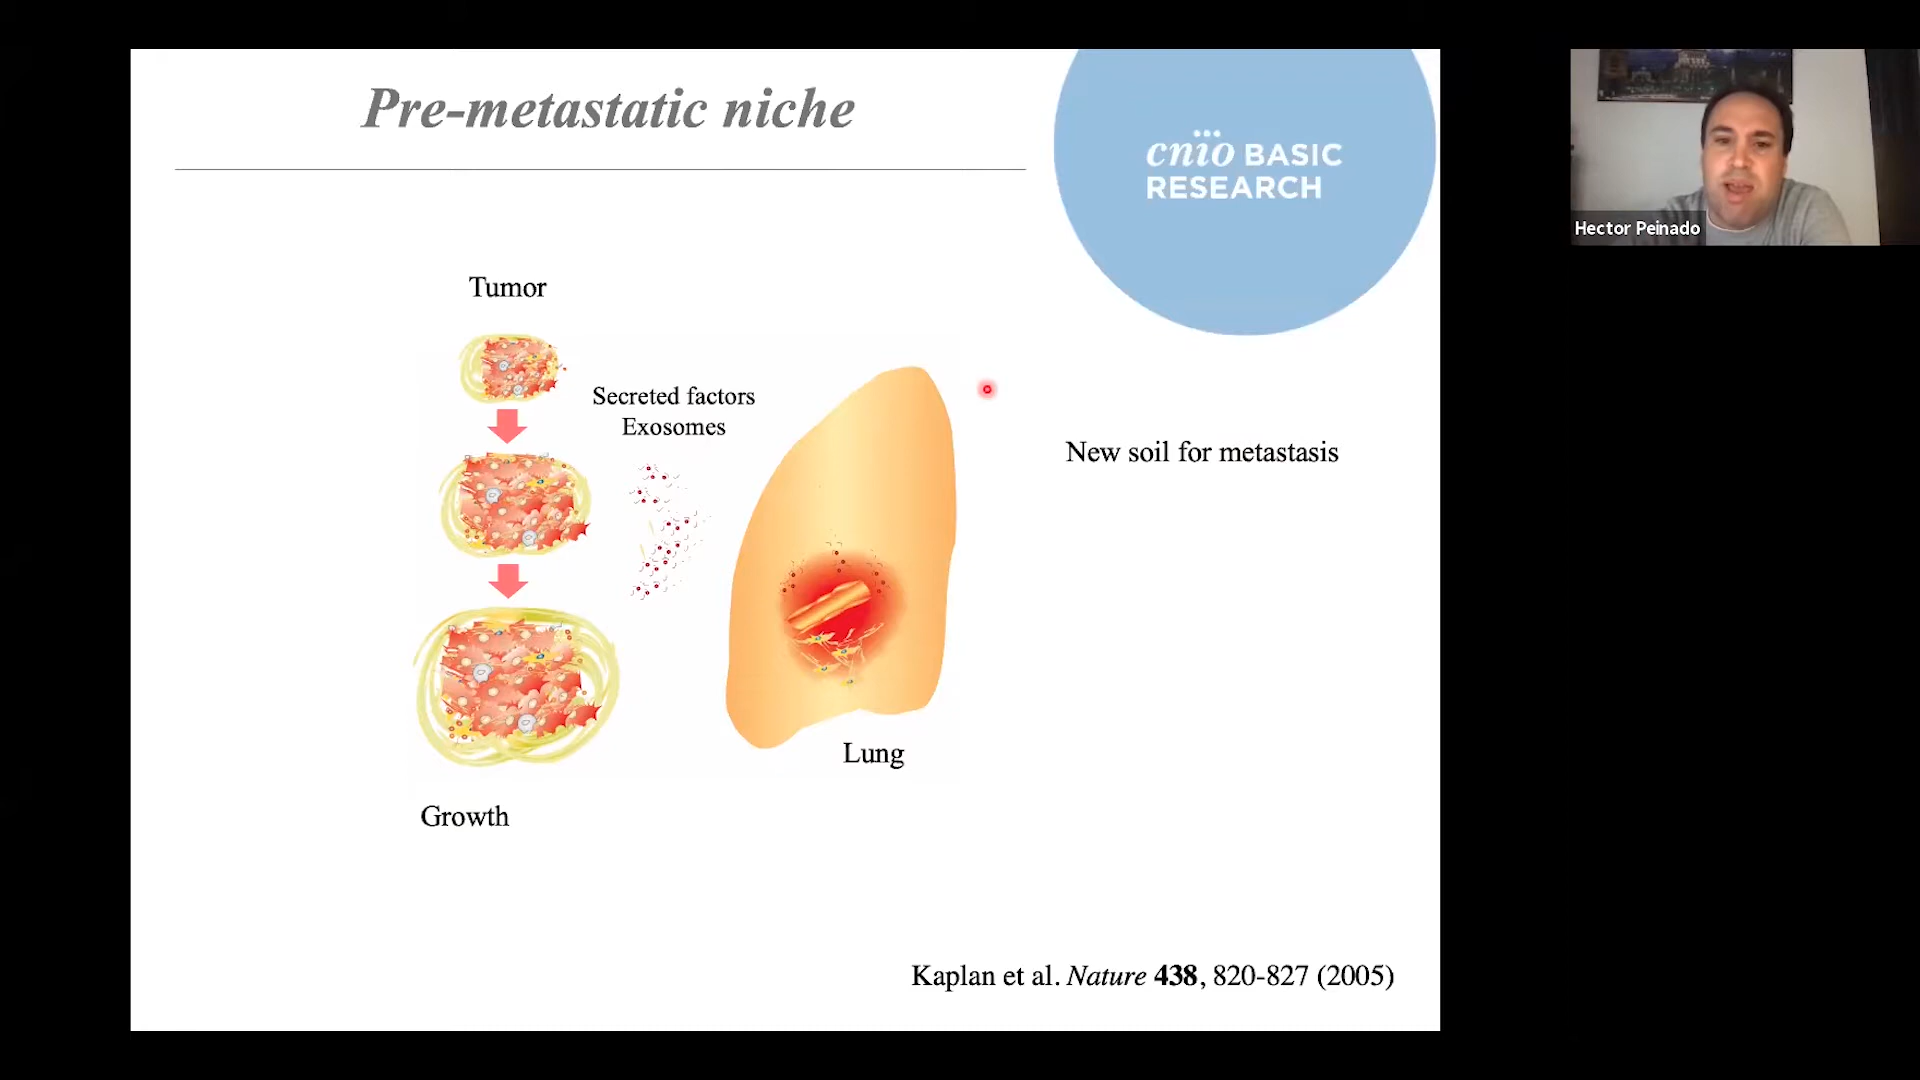 Pre-metastatic niche
cnio BASIC
RESEARCH
Hector Peinado
Tumor
Secreted factors
Exosomes
New soil for metastasis
Lung
Growth
Kaplan et al. Nature 438, 820-827 (2005)